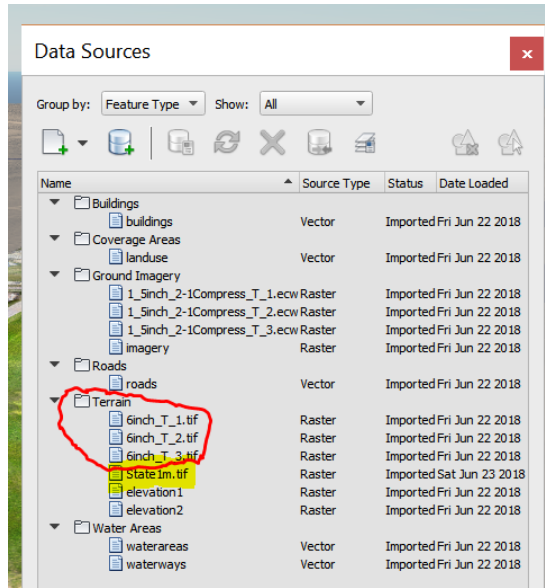 Data Sources
Group by: Feature Type Show: All
Name Source Type Status Date Loaded
Buildings
buildings Vector Imported Fri Jun 22 2018
Coverage Areas
landuse Vector Imported Fri Jun 22 2018
Ground Imagery
1_5inch_2-1Compress_T_1.ecw Raster Imported Fri Jun 22 2018
1_5inch_2-1Compress_T_2.ecw Raster Imported Fri Jun 22 2018
1_5inch_2-1Compress_T_3.ecw Raster Imported Fri Jun 22 2018
imagery Raster Imported Fri Jun 22 2018
Roads
roads Vector Imported Fri Jun 22 2018
Terrain
6inch_T_1.tif Raster Imported Fri Jun 22 2018
6inch_T_2.tif Raster Imported Fri Jun 22 2018
6inch_T_3.tif Raster Imported Fri Jun 22 2018
State1m.tif Raster Imported Sat Jun 23 2018
elevation1 Raster Imported Fri Jun 22 2018
elevation2 Raster Imported Fri Jun 22 2018
Water Areas
waterareas Vector Imported Fri Jun 22 2018
waterways Vector Imported Fri Jun 22 2018